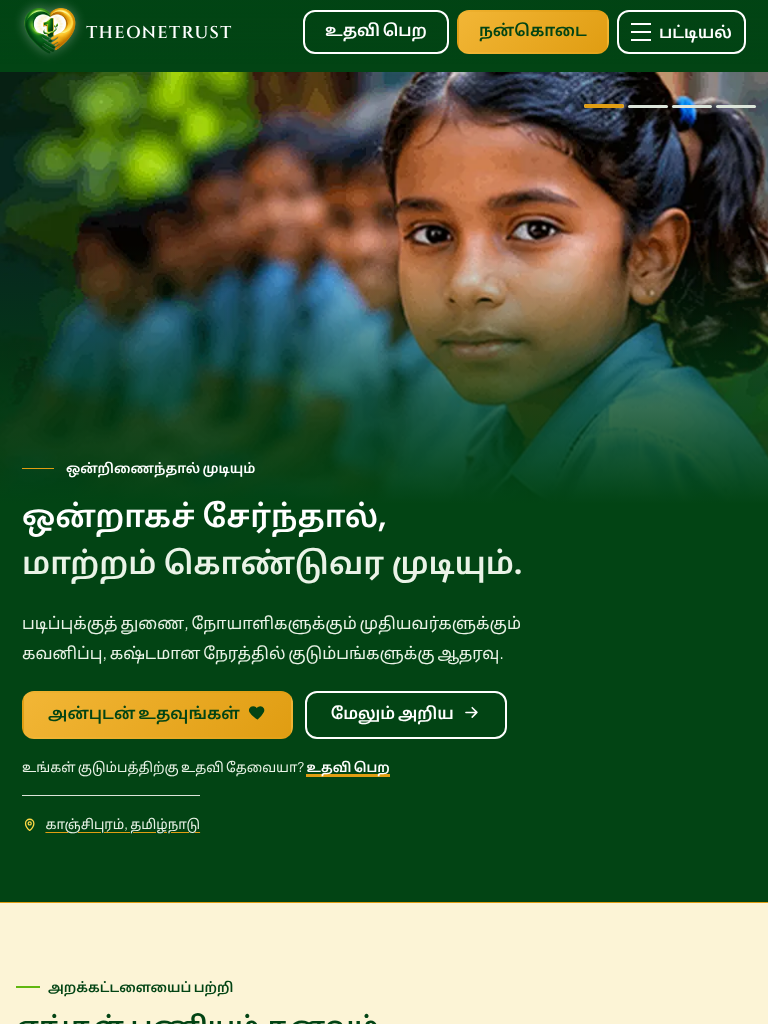 THEONETRUST
உதவி பெற
நன்கொடை
பட்டியல்
ஒன்றிணைந்தால் முடியும்
ஒன்றாகச் சேர்ந்தால்,
மாற்றம் கொண்டுவர முடியும்.
படிப்புக்குத் துணை, நோயாளிகளுக்கும் முதியவர்களுக்கும்
கவனிப்பு, கஷ்டமான நேரத்தில் குடும்பங்களுக்கு ஆதரவு.
அன்புடன் உதவுங்கள்
மேலும் அறிய
உங்கள் குடும்பத்திற்கு உதவி தேவையா? உதவி பெற
காஞ்சிபுரம், தமிழ்நாடு
அறக்கட்டளையைப் பற்றி